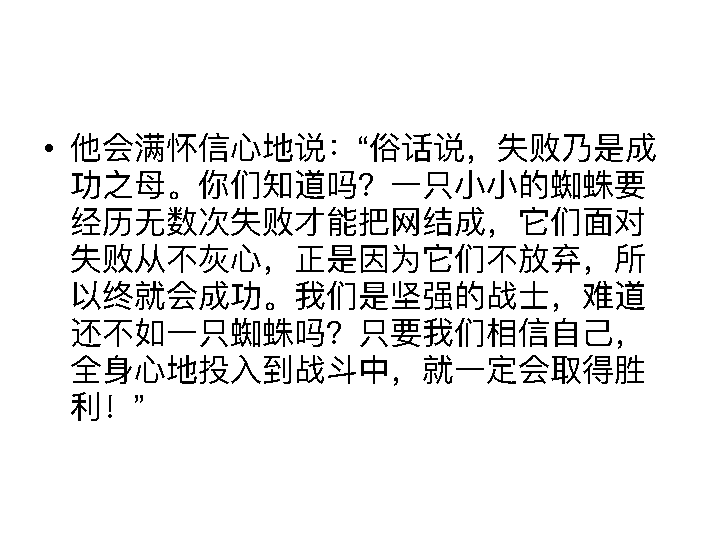 • 他会满怀信心地说：“俗话说，失败乃是成
功之母。你们知道吗？一只小小的蜘蛛要
经历无数次失败才能把网结成，它们面对
失败从不灰心，正是因为它们不放弃，所
以终就会成功。我们是坚强的战士，难道
还不如一只蜘蛛吗？只要我们相信自己，
全身心地投入到战斗中，就一定会取得胜
利！”